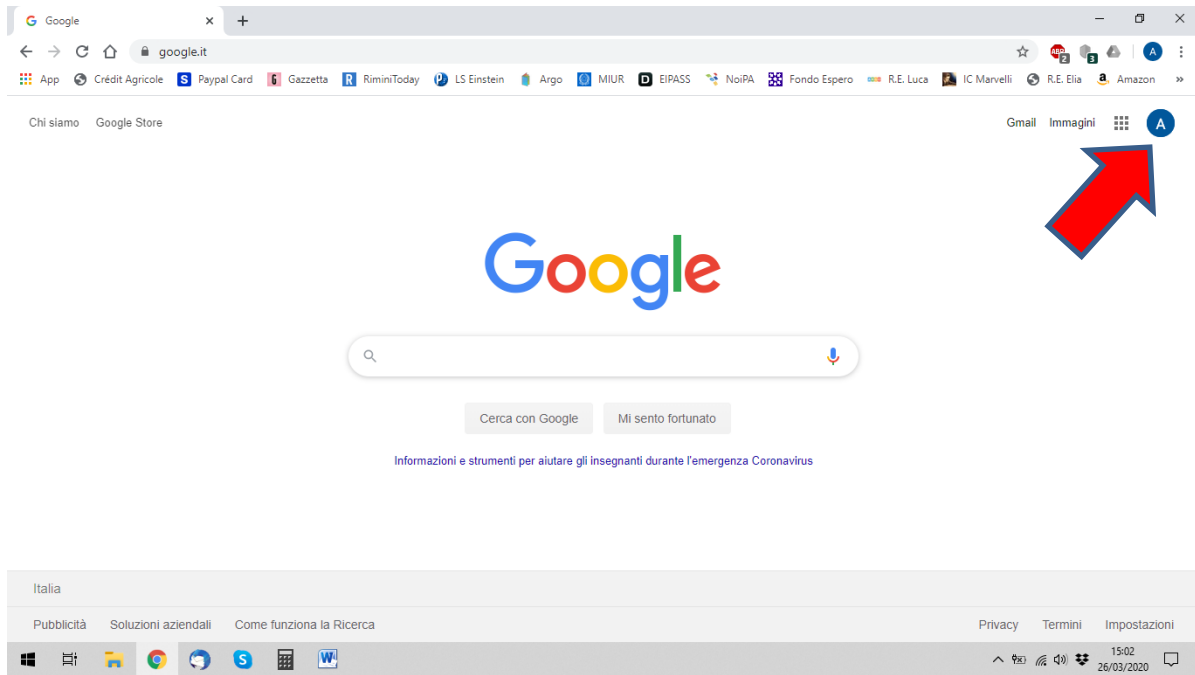 Google
google.it
ABP 2 3 A
App Crédit Agricole S Paypal Card G Gazzetta R RiminiToday LS Einstein Argo MIUR D EIPASS NoiPA Fondo Espero R.E. Luca IC Marvelli R.E. Elia a Amazon »
Chi siamo Google Store Gmail Immagini A
Google
Cerca con Google Mi sento fortunato
Informazioni e strumenti per aiutare gli insegnanti durante l'emergenza Coronavirus
Italia
Pubblicità Soluzioni aziendali Come funziona la Ricerca Privacy Termini Impostazioni
S W 15:02
26/03/2020